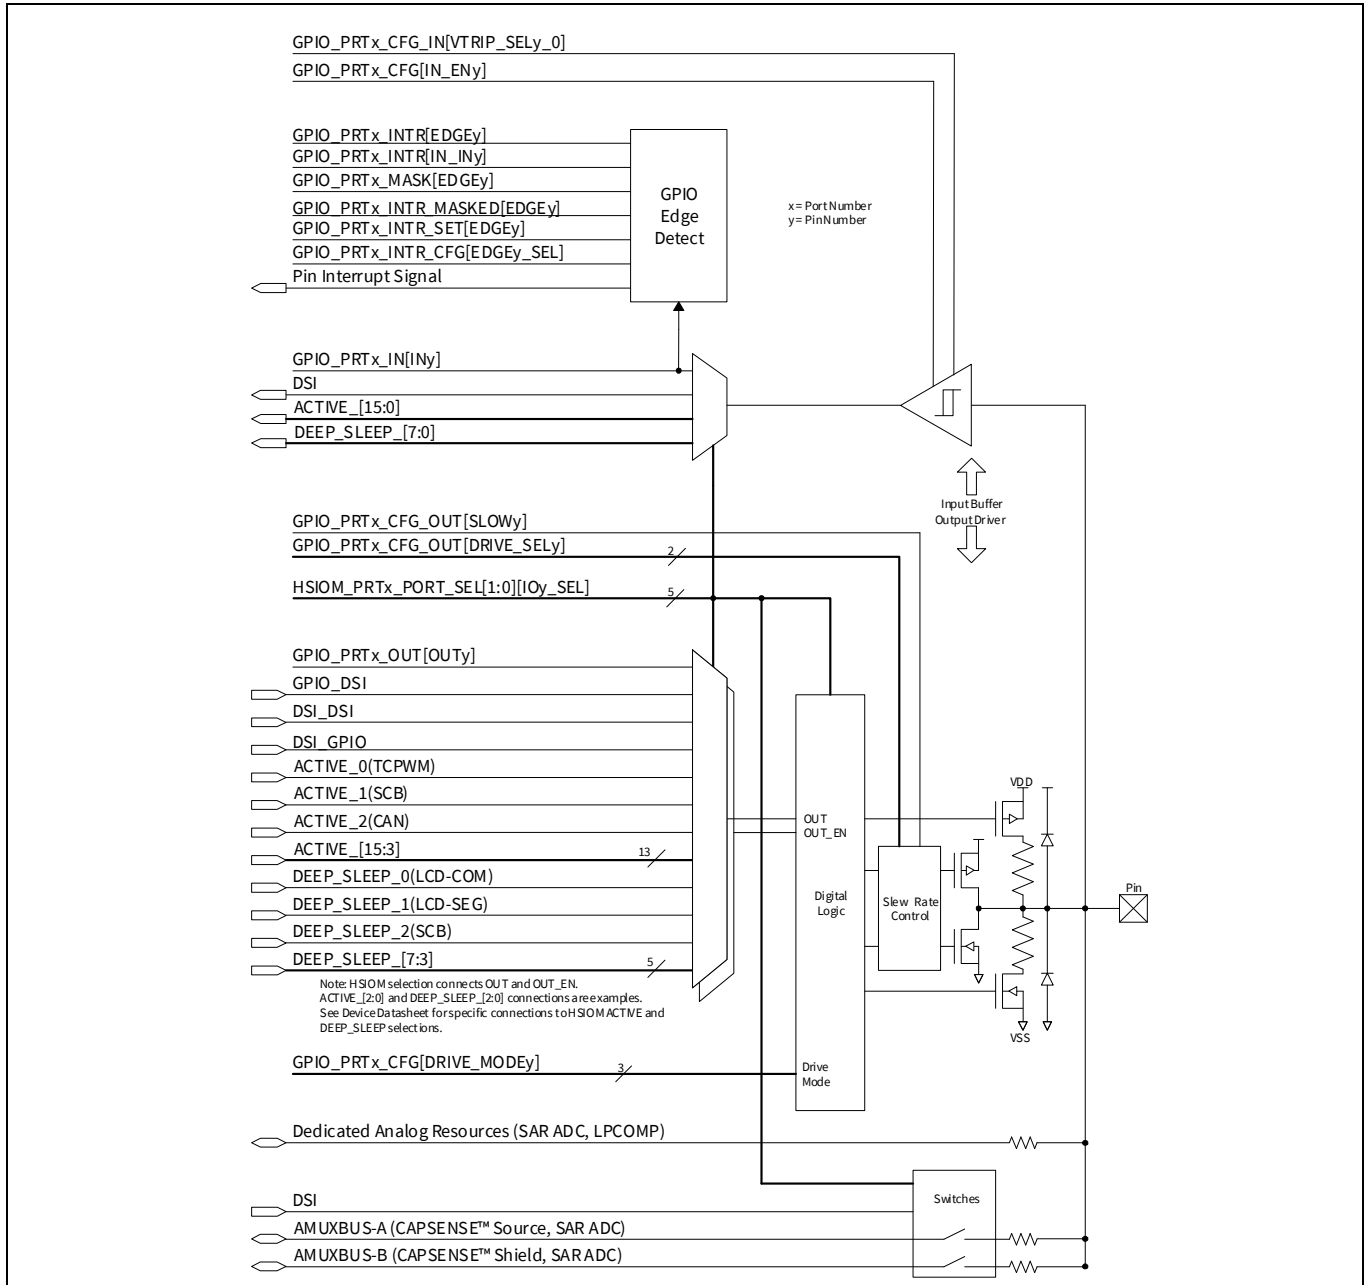 GPIO_PRTx_CFG_IN[VTRIP_SELy_0]
GPIO_PRTx_CFG[IN_ENy]
GPIO_PRTx_INTR[EDGEy]
GPIO_PRTx_INTR[IN_INy]
GPIO_PRTx_MASK[EDGEy]
GPIO_PRTx_INTR_MASKED[EDGEy]
GPIO_PRTx_INTR_SET[EDGEy]
GPIO_PRTx_INTR_CFG[EDGEy_SEL]
Pin Interrupt Signal
GPIO
Edge
Detect
x = Port Number
y = Pin Number
GPIO_PRTx_IN[INy]
DSI
ACTIVE_[15:0]
DEEP_SLEEP_[7:0]
Input Buffer
Output Driver
GPIO_PRTx_CFG_OUT[SLOWy]
GPIO_PRTx_CFG_OUT[DRIVE_SELy]
2
HSIOM_PRTx_PORT_SEL[1:0][IOy_SEL]
5
GPIO_PRTx_OUT[OUTy]
GPIO_DSI
DSI_DSI
DSI_GPIO
ACTIVE_0(TCPWM)
ACTIVE_1(SCB)
ACTIVE_2(CAN)
ACTIVE_[15:3]
13
DEEP_SLEEP_0(LCD-COM)
DEEP_SLEEP_1(LCD-SEG)
DEEP_SLEEP_2(SCB)
DEEP_SLEEP_[7:3]
5
Note: HSIOM selection connects OUT and OUT_EN.
ACTIVE_[2:0] and DEEP_SLEEP_[2:0] connections are examples.
See Device Datasheet for specific connections to HSIOM ACTIVE and
DEEP_SLEEP selections.
OUT
OUT_EN
Digital
Logic
Drive
Mode
Slew Rate
Control
VDD
VSS
Pin
GPIO_PRTx_CFG[DRIVE_MODEy]
3
Dedicated Analog Resources (SAR ADC, LPCOMP)
DSI
Switches
AMUXBUS-A (CAPSENSE™ Source, SAR ADC)
AMUXBUS-B (CAPSENSE™ Shield, SAR ADC)